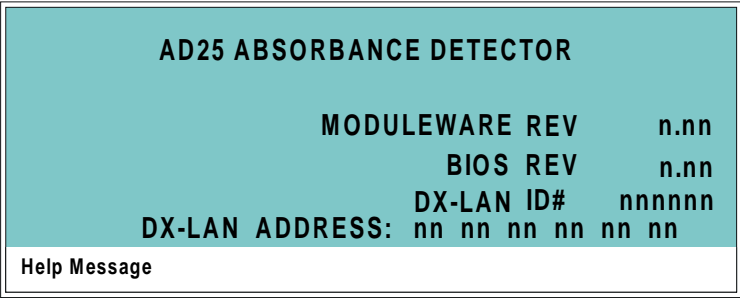 AD25 ABSORBANCE DETECTOR
MODULEWARE REV n.nn
BIOS REV n.nn
DX-LAN ID# nnnnnn
DX-LAN ADDRESS: nn nn nn nn nn nn
Help Message